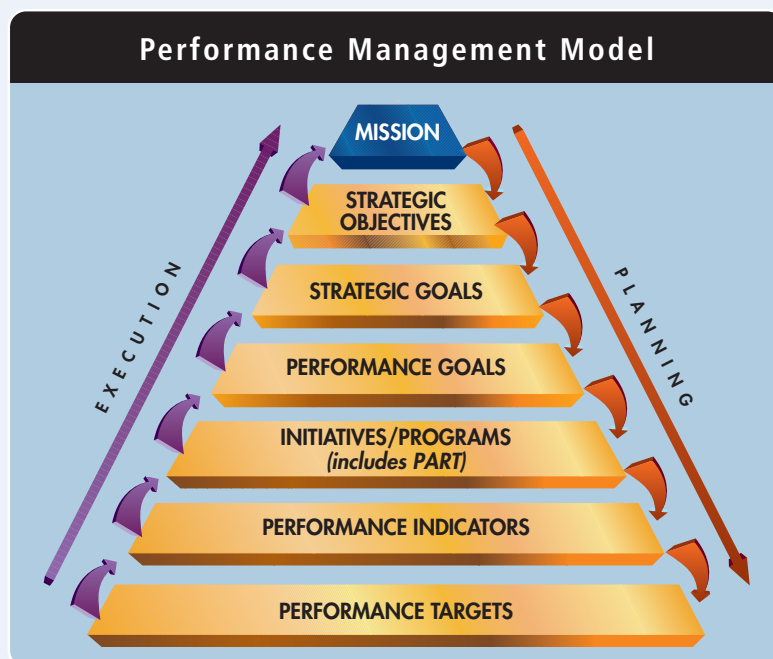 Performance Management Model
MISSION
STRATEGIC
OBJECTIVES
STRATEGIC GOALS
PERFORMANCE GOALS
INITIATIVES/PROGRAMS
(includes PART)
PERFORMANCE INDICATORS
PERFORMANCE TARGETS
EXECUTION
PLANNING